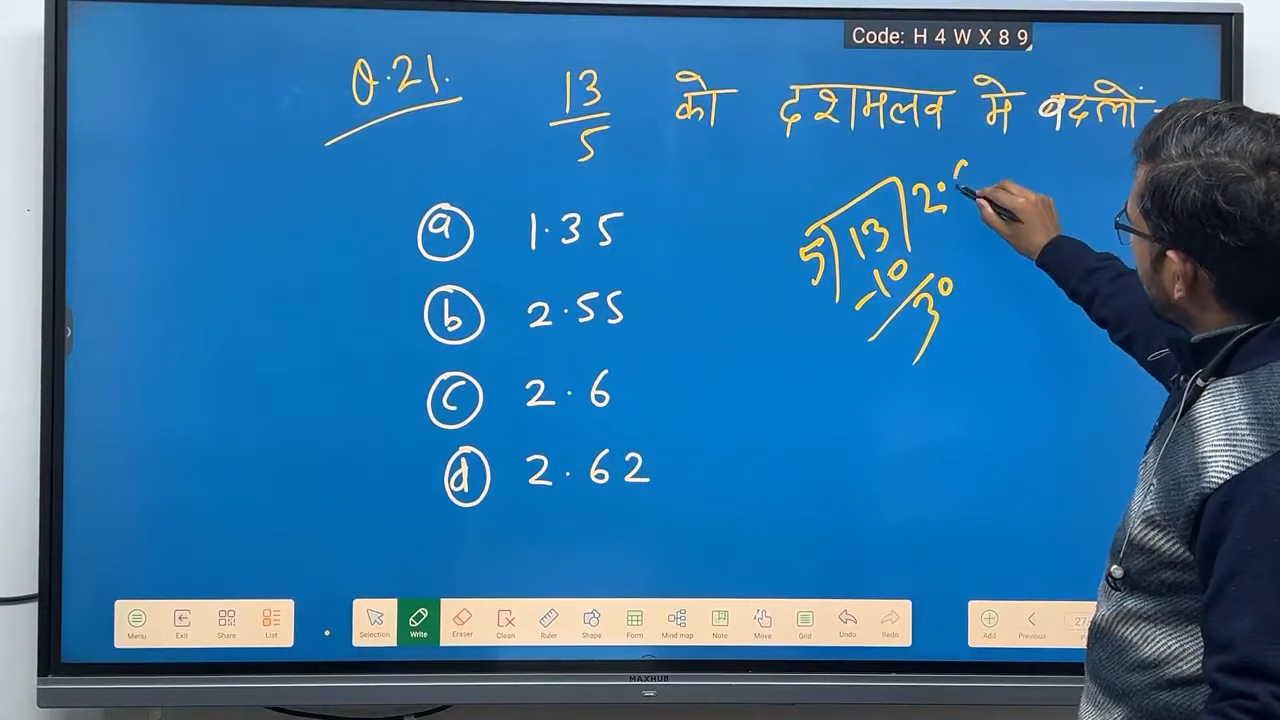 Code: H 4 W X 8 9
Q.21. 13/5 को दशमलव मे बदलों
a 1.35
b 2.55
c 2.6
d 2.62
5 13 2.
-10
30
Menu Exit Share List Selection Write Eraser Clean Ruler Shape Form Mind map Note Move Grid Undo Redo Add Previous 27
MAXHUB